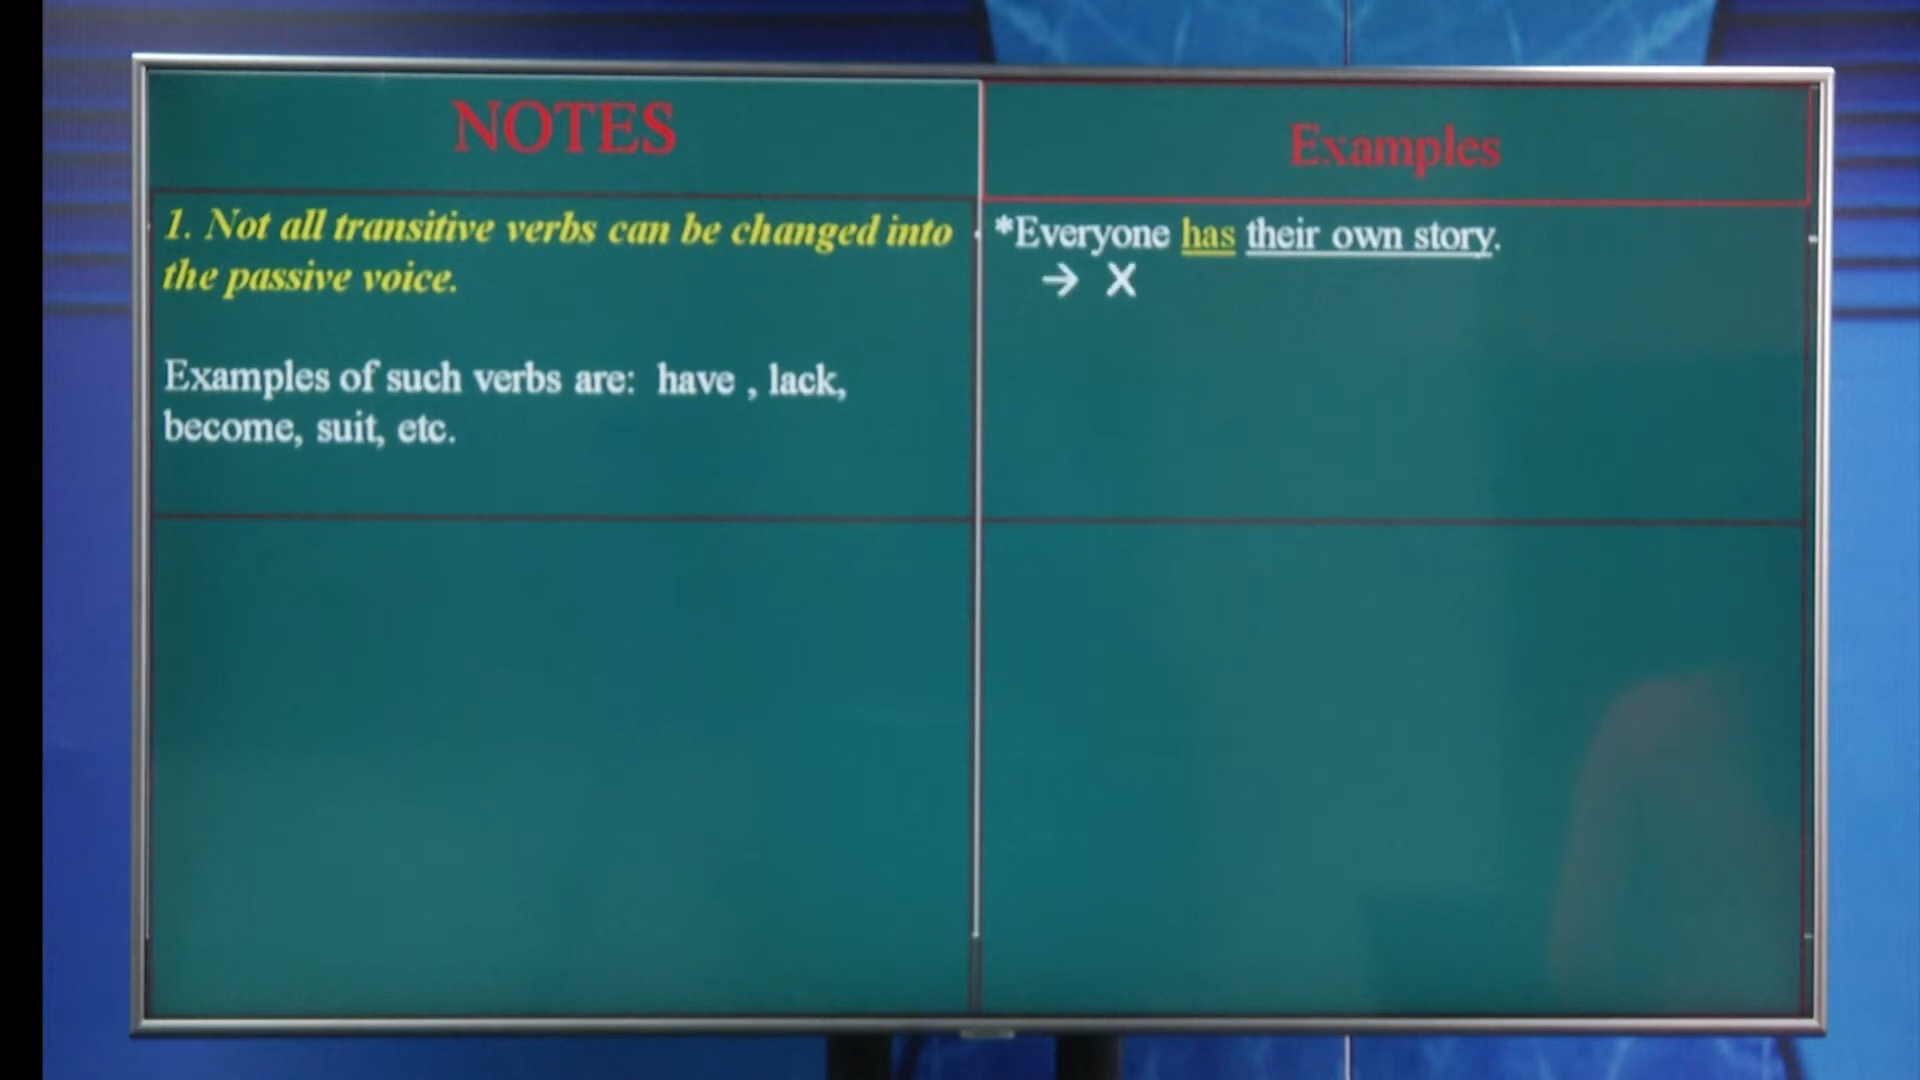 NOTES
Examples
1. Not all transitive verbs can be changed into
the passive voice.
Examples of such verbs are: have , lack,
become, suit, etc.
*Everyone has their own story.
→ X